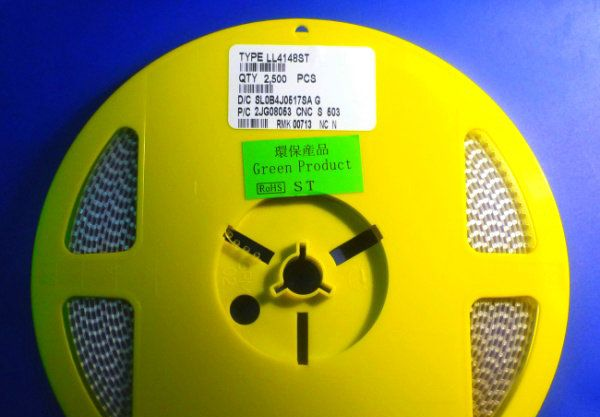 TYPE LL4148ST
QTY 2,500 PCS
D/C SL0B4J0517SA G
P/C 2JG08053 CNC S 503
RMK 00713 NC N
環保產品
Green Product
RoHS ST